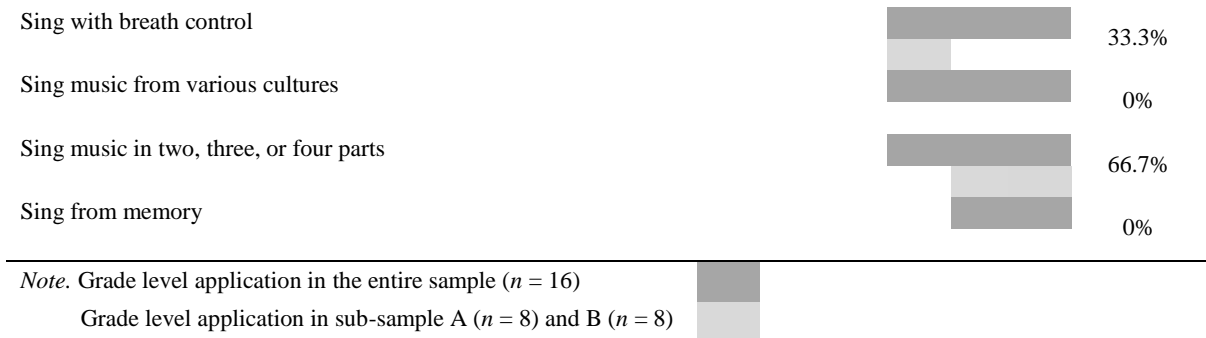 Sing with breath control
33.3%
Sing music from various cultures
0%
Sing music in two, three, or four parts
66.7%
Sing from memory
0%
Note. Grade level application in the entire sample (n = 16)
Grade level application in sub-sample A (n = 8) and B (n = 8)